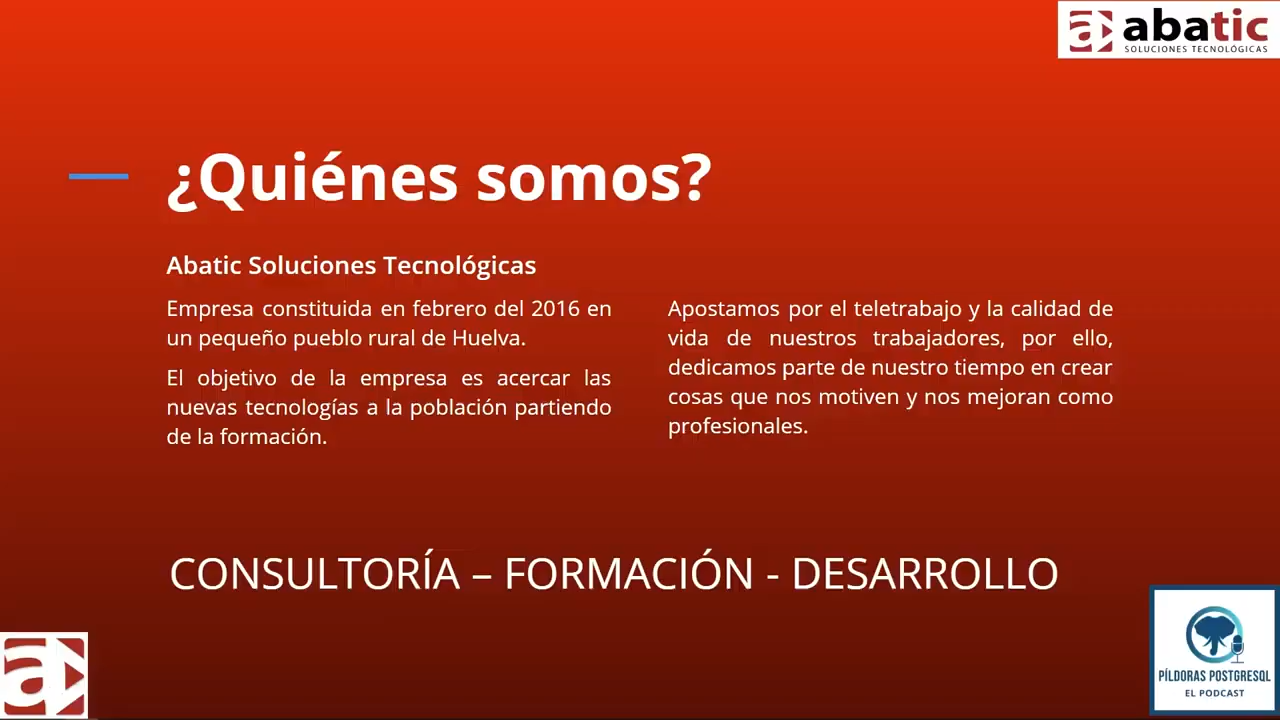 abatic
SOLUCIONES TECNOLÓGICAS
¿Quiénes somos?
Abatic Soluciones Tecnológicas
Empresa constituida en febrero del 2016 en
un pequeño pueblo rural de Huelva.
El objetivo de la empresa es acercar las
nuevas tecnologías a la población partiendo
de la formación.
Apostamos por el teletrabajo y la calidad de
vida de nuestros trabajadores, por ello,
dedicamos parte de nuestro tiempo en crear
cosas que nos motiven y nos mejoran como
profesionales.
CONSULTORÍA – FORMACIÓN - DESARROLLO
PÍLDORAS POSTGRESQL
EL PODCAST